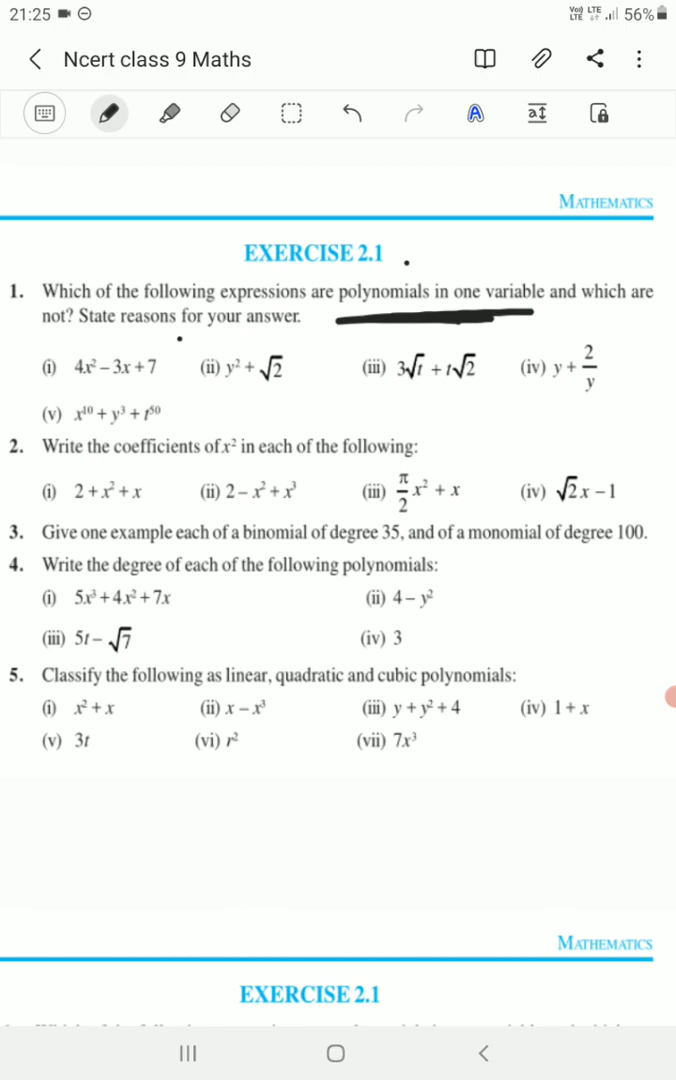 21:25 Vo) LTE LTE 56%
Ncert class 9 Maths
A a
MATHEMATICS
EXERCISE 2.1
1. Which of the following expressions are polynomials in one variable and which are
not? State reasons for your answer.
(i) 4x² – 3x + 7 (ii) y² + √2 (iii) 3√t + t√2 (iv) y + 2/y
(v) x¹⁰ + y³ + t⁵⁰
2. Write the coefficients of x² in each of the following:
(i) 2 + x² + x (ii) 2 – x² + x³ (iii) π/2 x² + x (iv) √2 x – 1
3. Give one example each of a binomial of degree 35, and of a monomial of degree 100.
4. Write the degree of each of the following polynomials:
(i) 5x³ + 4x² + 7x (ii) 4 – y²
(iii) 5t – √7 (iv) 3
5. Classify the following as linear, quadratic and cubic polynomials:
(i) x² + x (ii) x – x³ (iii) y + y² + 4 (iv) 1 + x
(v) 3t (vi) r² (vii) 7x³
MATHEMATICS
EXERCISE 2.1